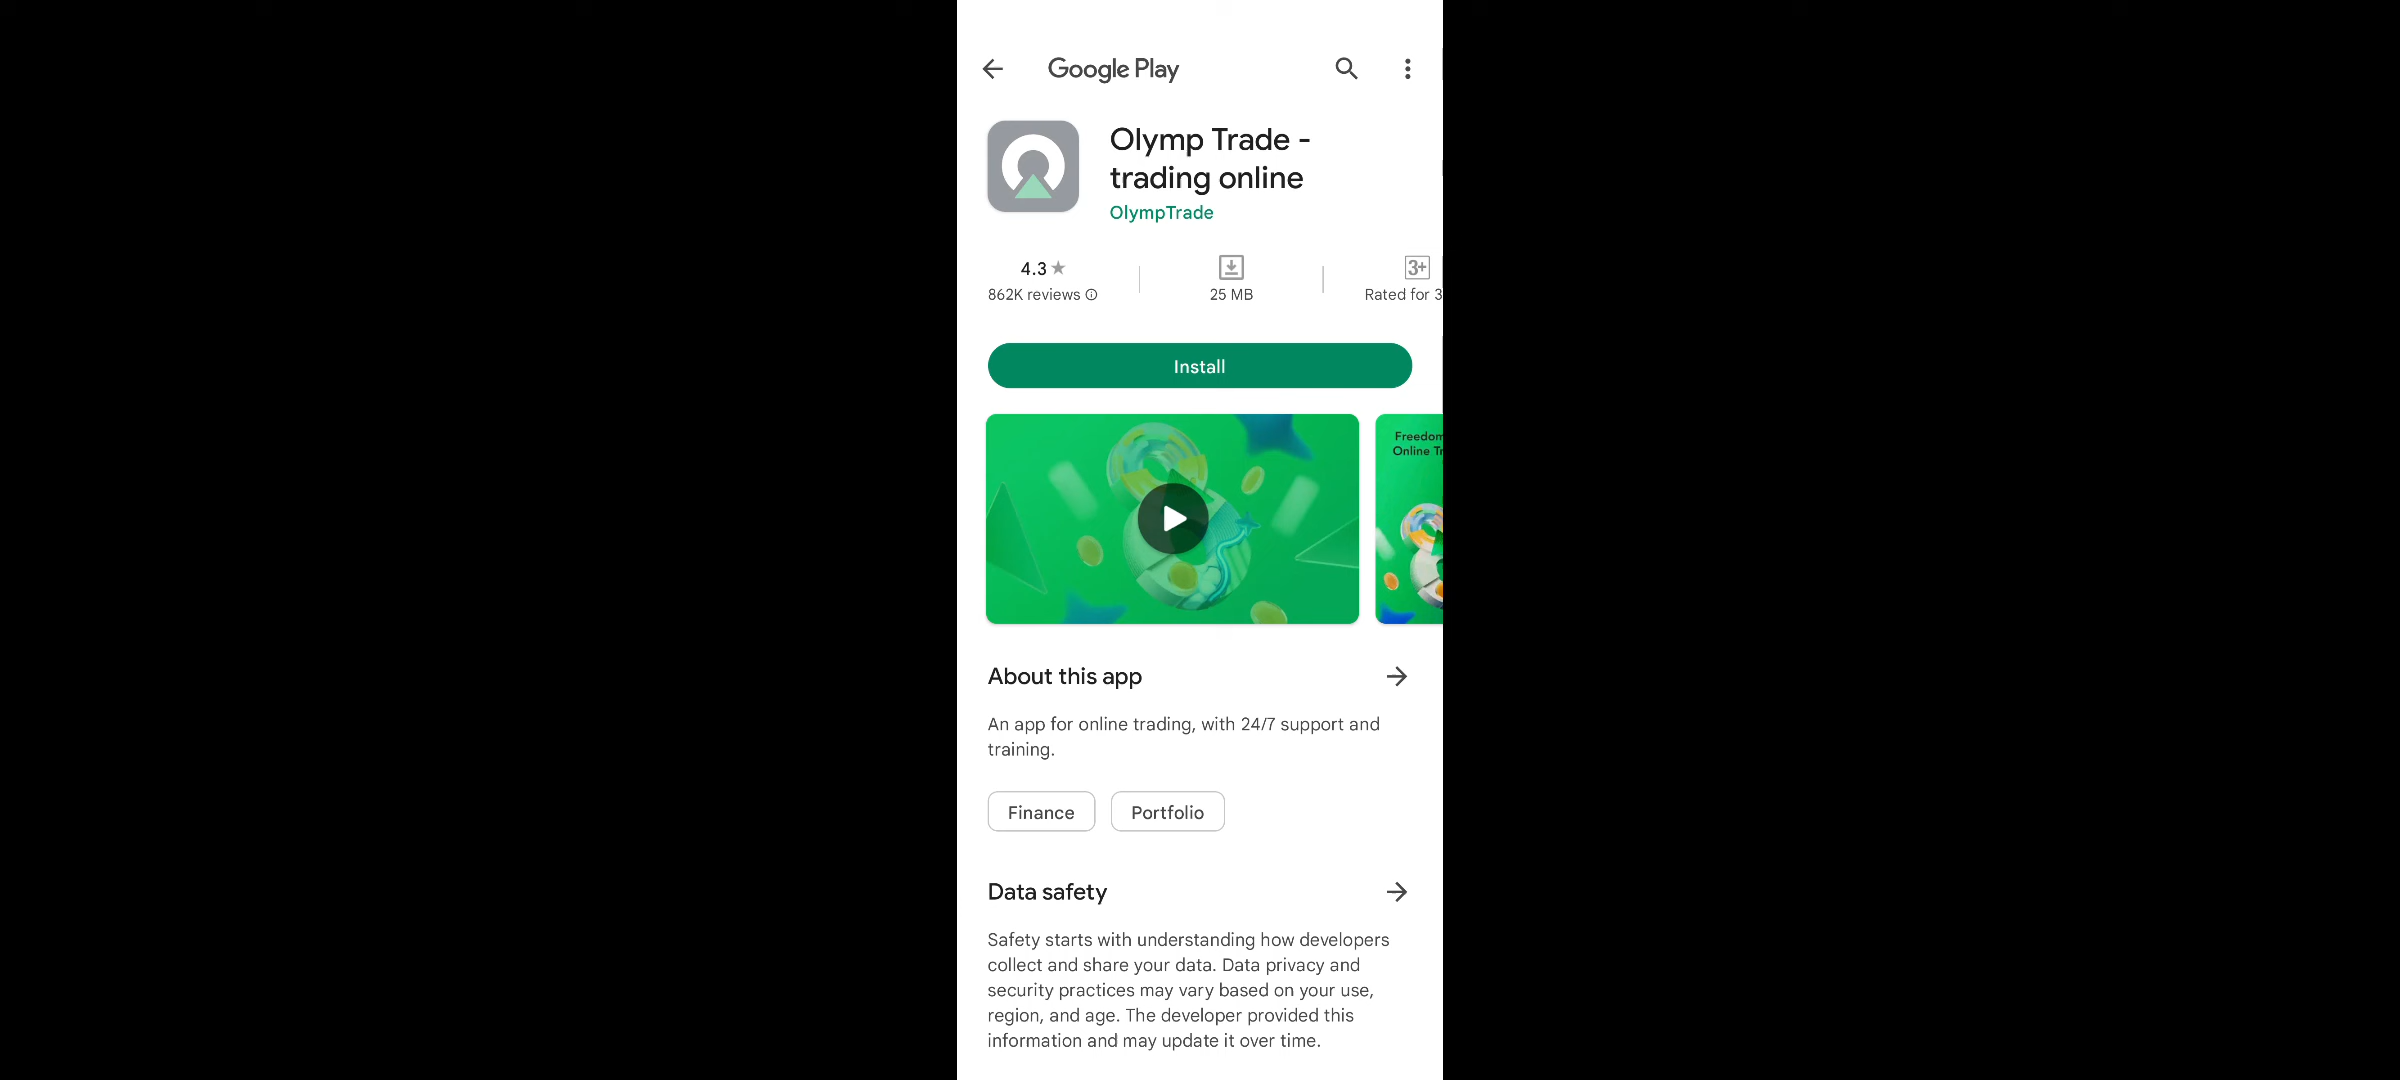 Google Play
Olymp Trade -
trading online
OlympTrade
4.3 ★
862K reviews
25 MB
3+
Rated for 3
Install
Freedom
Online
About this app
An app for online trading, with 24/7 support and
training.
Finance
Portfolio
Data safety
Safety starts with understanding how developers
collect and share your data. Data privacy and
security practices may vary based on your use,
region, and age. The developer provided this
information and may update it over time.